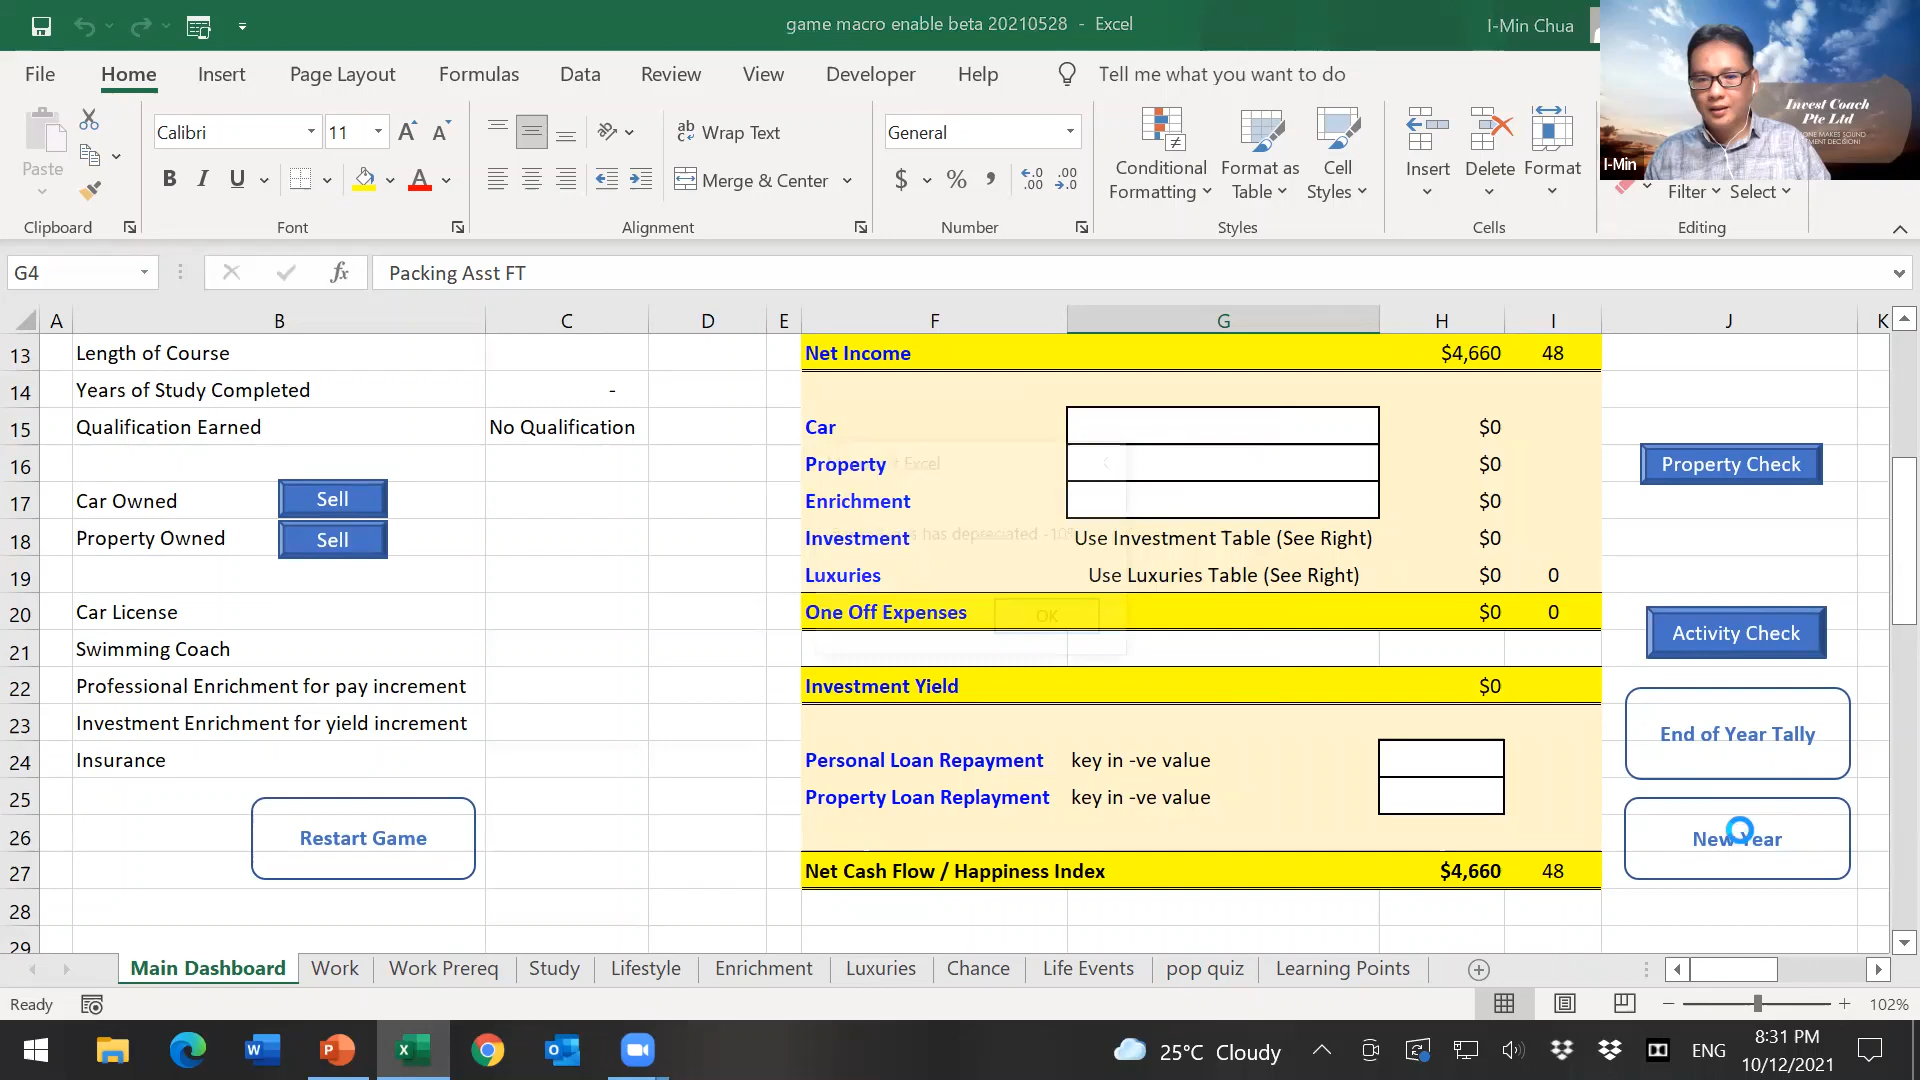 game macro enable beta 20210528 - Excel
I-Min Chua
File Home Insert Page Layout Formulas Data Review View Developer Help Tell me what you want to do
Invest Coach
Pte Ltd
I-Min
Paste
Calibri 11
B I U
Wrap Text
Merge & Center
General
$ % ,
Conditional Formatting
Format as Table
Cell Styles
Insert Delete Format
Filter Select
Clipboard Font Alignment Number Styles Cells Editing
G4 fx Packing Asst FT
A B C D E F G H I J K
13 Length of Course Net Income $4,660 48
14 Years of Study Completed -
15 Qualification Earned No Qualification Car $0
16 Property $0 Property Check
17 Car Owned Sell Enrichment $0
18 Property Owned Sell Investment Use Investment Table (See Right) $0
19 Luxuries Use Luxuries Table (See Right) $0 0
20 Car License One Off Expenses $0 0
Excel
has depreciated -10%
OK
Activity Check
21 Swimming Coach
22 Professional Enrichment for pay increment Investment Yield $0
23 Investment Enrichment for yield increment End of Year Tally
24 Insurance Personal Loan Repayment key in -ve value
25 Property Loan Replayment key in -ve value
26 Restart Game New Year
27 Net Cash Flow / Happiness Index $4,660 48
28
29
Main Dashboard Work Work Prereq Study Lifestyle Enrichment Luxuries Chance Life Events pop quiz Learning Points
Ready 102%
25°C Cloudy ENG 8:31 PM
10/12/2021